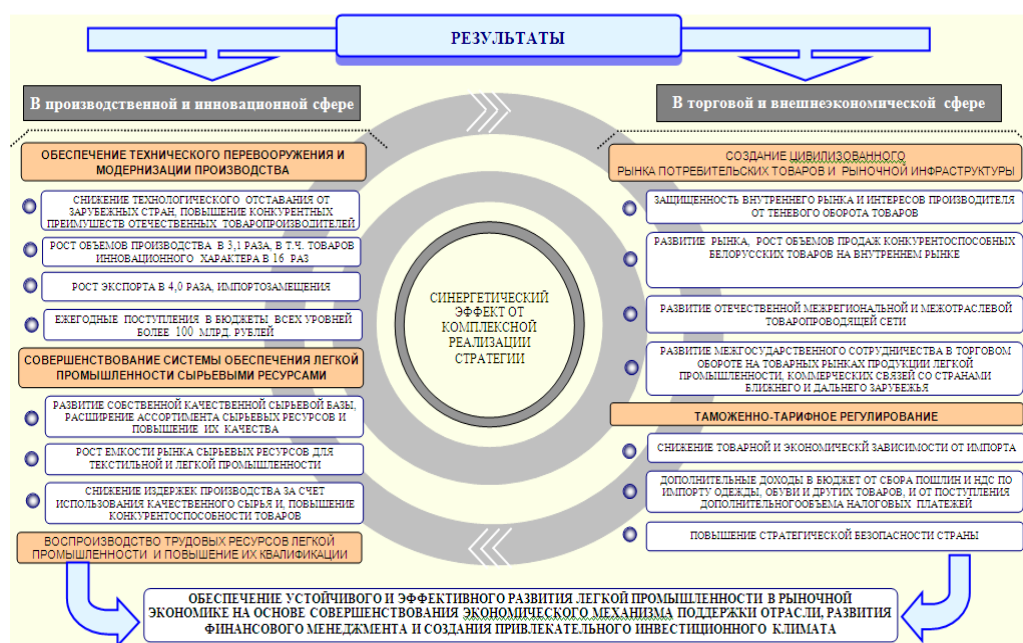 РЕЗУЛЬТАТЫ
В производственной и инновационной сфере
ОБЕСПЕЧЕНИЕ ТЕХНИЧЕСКОГО ПЕРЕВООРУЖЕНИЯ И
МОДЕРНИЗАЦИИ ПРОИЗВОДСТВА
СНИЖЕНИЕ ТЕХНОЛОГИЧЕСКОГО ОТСТАВАНИЯ ОТ
ЗАРУБЕЖНЫХ СТРАН, ПОВЫШЕНИЕ КОНКУРЕНТНЫХ
ПРЕИМУЩЕСТВ ОТЕЧЕСТВЕННЫХ ТОВАРОПРОИЗВОДИТЕЛЕЙ
РОСТ ОБЪЕМОВ ПРОИЗВОДСТВА В 3,1 РАЗА, В Т.Ч. ТОВАРОВ
ИННОВАЦИОННОГО ХАРАКТЕРА В 16 РАЗ
РОСТ ЭКСПОРТА В 4,0 РАЗА, ИМПОРТОЗАМЕЩЕНИЯ
ЕЖЕГОДНЫЕ ПОСТУПЛЕНИЯ В БЮДЖЕТЫ ВСЕХ УРОВНЕЙ
БОЛЕЕ 100 МЛРД. РУБЛЕЙ
СОВЕРШЕНСТВОВАНИЕ СИСТЕМЫ ОБЕСПЕЧЕНИЯ ЛЕГКОЙ
ПРОМЫШЛЕННОСТИ СЫРЬЕВЫМИ РЕСУРСАМИ
РАЗВИТИЕ СОБСТВЕННОЙ КАЧЕСТВЕННОЙ СЫРЬЕВОЙ БАЗЫ,
РАСШИРЕНИЕ АССОРТИМЕНТА СЫРЬЕВЫХ РЕСУРСОВ И
ПОВЫШЕНИЕ ИХ КАЧЕСТВА
РОСТ ЕМКОСТИ РЫНКА СЫРЬЕВЫХ РЕСУРСОВ ДЛЯ
ТЕКСТИЛЬНОЙ И ЛЕГКОЙ ПРОМЫШЛЕННОСТИ
СНИЖЕНИЕ ИЗДЕРЖЕК ПРОИЗВОДСТВА ЗА СЧЕТ
ИСПОЛЬЗОВАНИЯ КАЧЕСТВЕННОГО СЫРЬЯ И, ПОВЫШЕНИЕ
КОНКУРЕНТОСПОСОБНОСТИ ТОВАРОВ
ВОСПРОИЗВОДСТВО ТРУДОВЫХ РЕСУРСОВ ЛЕГКОЙ
ПРОМЫШЛЕННОСТИ И ПОВЫШЕНИЕ ИХ КВАЛИФИКАЦИИ
СИНЕРГЕТИЧЕСКИЙ
ЭФФЕКТ ОТ
КОМПЛЕКСНОЙ
РЕАЛИЗАЦИИ
СТРАТЕГИИ
В торговой и внешнеэкономической сфере
СОЗДАНИЕ ЦИВИЛИЗОВАННОГО
РЫНКА ПОТРЕБИТЕЛЬСКИХ ТОВАРОВ И РЫНОЧНОЙ ИНФРАСТРУКТУРЫ
ЗАЩИЩЕННОСТЬ ВНУТРЕННЕГО РЫНКА И ИНТЕРЕСОВ ПРОИЗВОДИТЕЛЯ
ОТ ТЕНЕВОГО ОБОРОТА ТОВАРОВ
РАЗВИТИЕ РЫНКА, РОСТ ОБЪЕМОВ ПРОДАЖ КОНКУРЕНТОСПОСОБНЫХ
БЕЛОРУССКИХ ТОВАРОВ НА ВНУТРЕННЕМ РЫНКЕ
РАЗВИТИЕ ОТЕЧЕСТВЕННОЙ МЕЖРЕГИОНАЛЬНОЙ И МЕЖОТРАСЛЕВОЙ
ТОВАРОПРОВОДЯЩЕЙ СЕТИ
РАЗВИТИЕ МЕЖГОСУДАРСТВЕННОГО СОТРУДНИЧЕСТВА В ТОРГОВОМ
ОБОРОТЕ НА ТОВАРНЫХ РЫНКАХ ПРОДУКЦИИ ЛЕГКОЙ
ПРОМЫШЛЕННОСТИ, КОММЕРЧЕСКИХ СВЯЗЕЙ СО СТРАНАМИ
БЛИЖНЕГО И ДАЛЬНЕГО ЗАРУБЕЖЬЯ
ТАМОЖЕННО-ТАРИФНОЕ РЕГУЛИРОВАНИЕ
СНИЖЕНИЕ ТОВАРНОЙ И ЭКОНОМИЧЕСКЙ ЗАВИСИМОСТИ ОТ ИМПОРТА
ДОПОЛНИТЕЛЬНЫЕ ДОХОДЫ В БЮДЖЕТ ОТ СБОРА ПОШЛИН И НДС ПО
ИМПОРТУ ОДЕЖДЫ, ОБУВИ И ДРУГИХ ТОВАРОВ, И ОТ ПОСТУПЛЕНИЯ
ДОПОЛНИТЕЛЬНОГООБЪЕМА НАЛОГОВЫХ ПЛАТЕЖЕЙ
ПОВЫШЕНИЕ СТРАТЕГИЧЕСКОЙ БЕЗОПАСНОСТИ СТРАНЫ
ОБЕСПЕЧЕНИЕ УСТОЙЧИВОГО И ЭФФЕКТИВНОГО РАЗВИТИЯ ЛЕГКОЙ ПРОМЫШЛЕННОСТИ В РЫНОЧНОЙ
ЭКОНОМИКЕ НА ОСНОВЕ СОВЕРШЕНСТВОВАНИЯ ЭКОНОМИЧЕСКОГО МЕХАНИЗМА ПОДДЕРЖКИ ОТРАСЛИ, РАЗВИТИЯ
ФИНАНСОВОГО МЕНЕДЖМЕНТА И СОЗДАНИЯ ПРИВЛЕКАТЕЛЬНОГО ИНВЕСТИЦИОННОГО КЛИМАТА